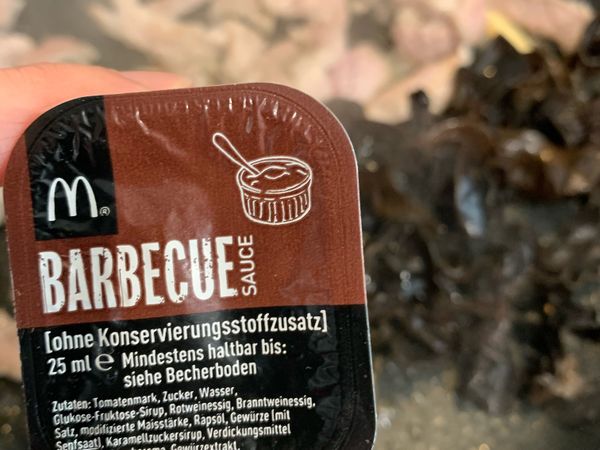 M®
BARBECUE
SAUCE
[ohne Konservierungsstoffzusatz]
25 ml e Mindestens haltbar bis:
siehe Becherboden
Zutaten: Tomatenmark, Zucker, Wasser,
Glukose-Fruktose-Sirup, Rotweinessig, Branntweinessig,
Salz, modifizierte Maisstärke, Rapsöl, Gewürze (mit
Senfsaat), Karamellzuckersirup, Verdickungsmittel
Gewürzextrakt,